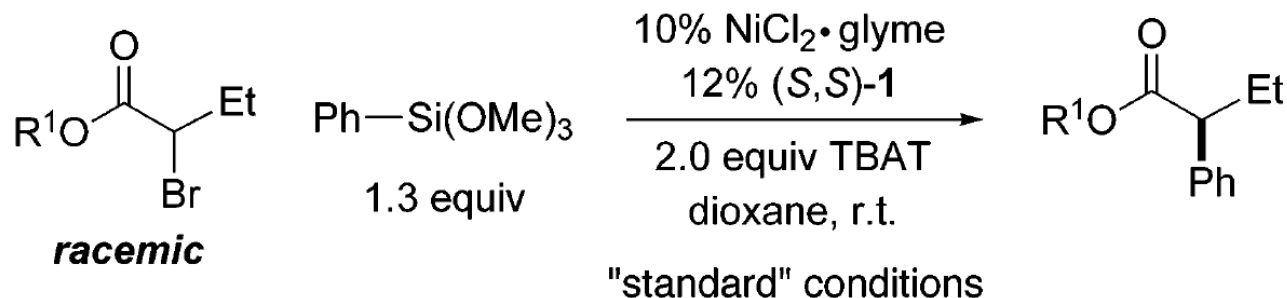 O
R¹O
Et
Br
racemic
Ph—Si(OMe)₃
1.3 equiv
10% NiCl₂•glyme
12% (S,S)-1
2.0 equiv TBAT
dioxane, r.t.
"standard" conditions
O
R¹O
Et
Ph